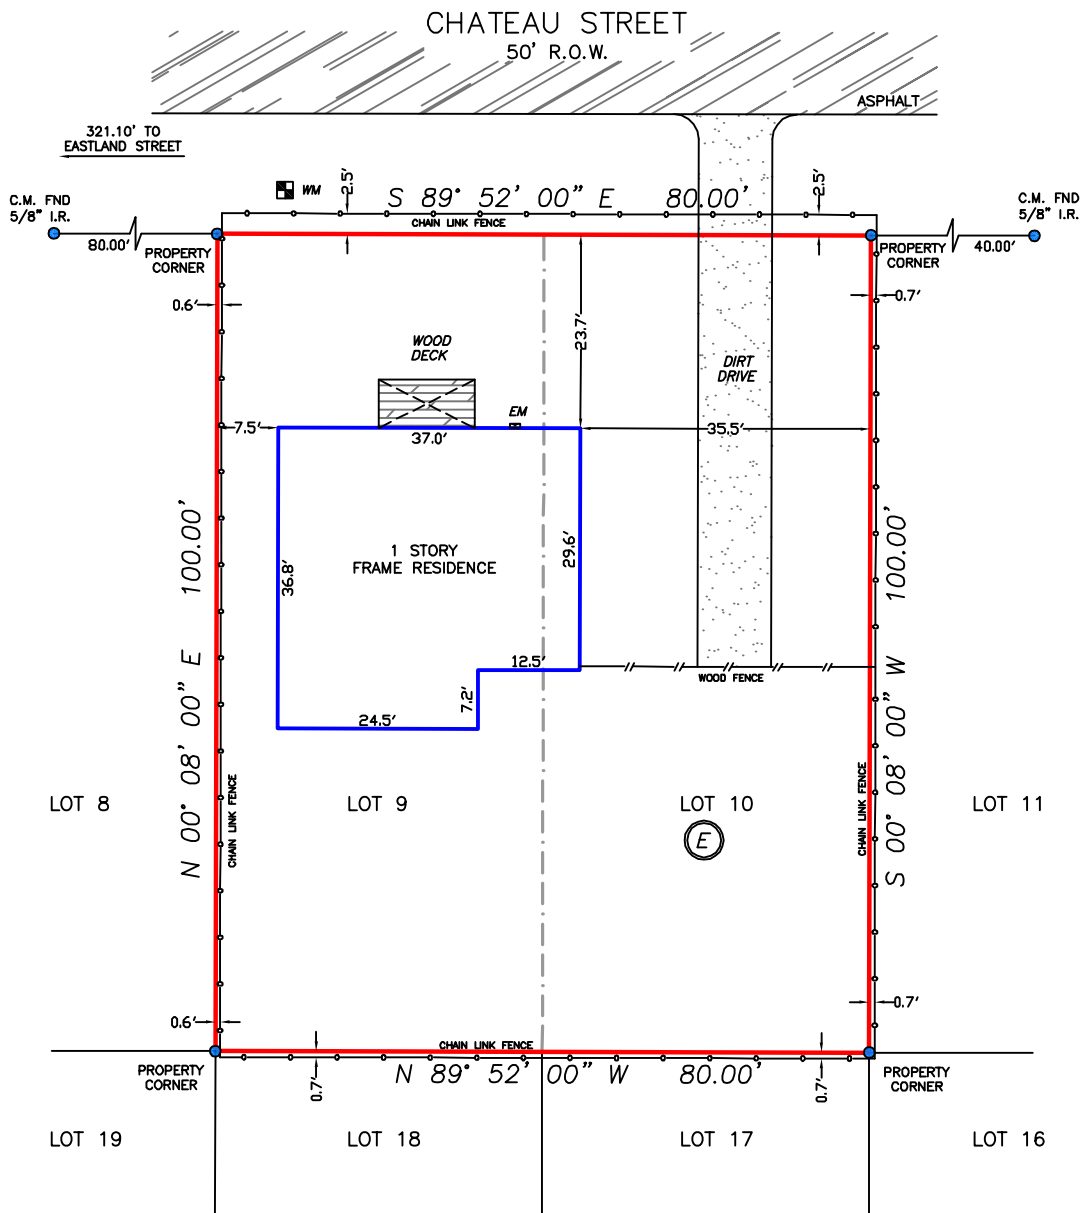 CHATEAU STREET
50' R.O.W.
ASPHALT
321.10' TO
EASTLAND STREET
WM
2.5'
2.5'
S 89° 52' 00" E 80.00'
C.M. FND
5/8" I.R.
C.M. FND
5/8" I.R.
CHAIN LINK FENCE
80.00'
40.00'
PROPERTY
CORNER
PROPERTY
CORNER
0.6'
0.7'
23.7'
WOOD
DECK
DIRT
DRIVE
EM
7.5'
37.0'
35.5'
N 00° 08' 00" E 100.00'
S 00° 08' 00" W 100.00'
1 STORY
FRAME RESIDENCE
36.8'
29.6'
12.5'
WOOD FENCE
7.2'
24.5'
CHAIN LINK FENCE
CHAIN LINK FENCE
LOT 8
LOT 9
LOT 10
LOT 11
E
0.6'
0.7'
CHAIN LINK FENCE
PROPERTY
CORNER
N 89° 52' 00" W 80.00'
PROPERTY
CORNER
0.7'
0.7'
LOT 19
LOT 18
LOT 17
LOT 16